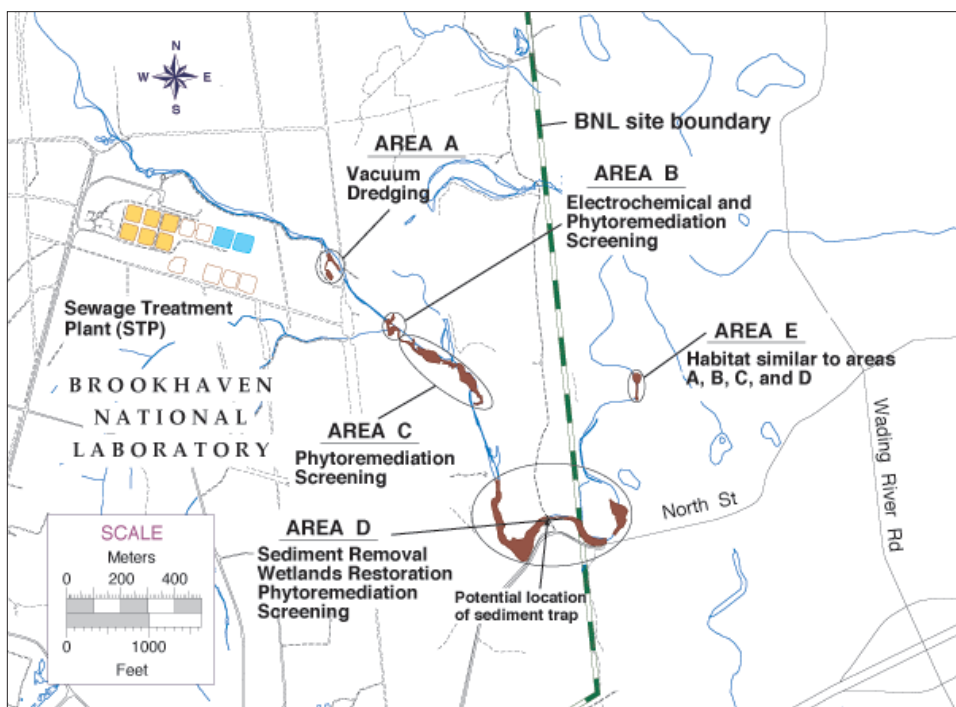 N
W E
S
AREA A
Vacuum
Dredging
BNL site boundary
AREA B
Electrochemical and
Phytoremediation
Screening
Sewage Treatment
Plant (STP)
AREA E
Habitat similar to areas
A, B, C, and D
BROOKHAVEN
NATIONAL
LABORATORY
AREA C
Phytoremediation
Screening
Wading River Rd
North St
AREA D
Sediment Removal
Wetlands Restoration
Phytoremediation
Screening
Potential location
of sediment trap
SCALE
Meters
0 200 400
0 1000
Feet